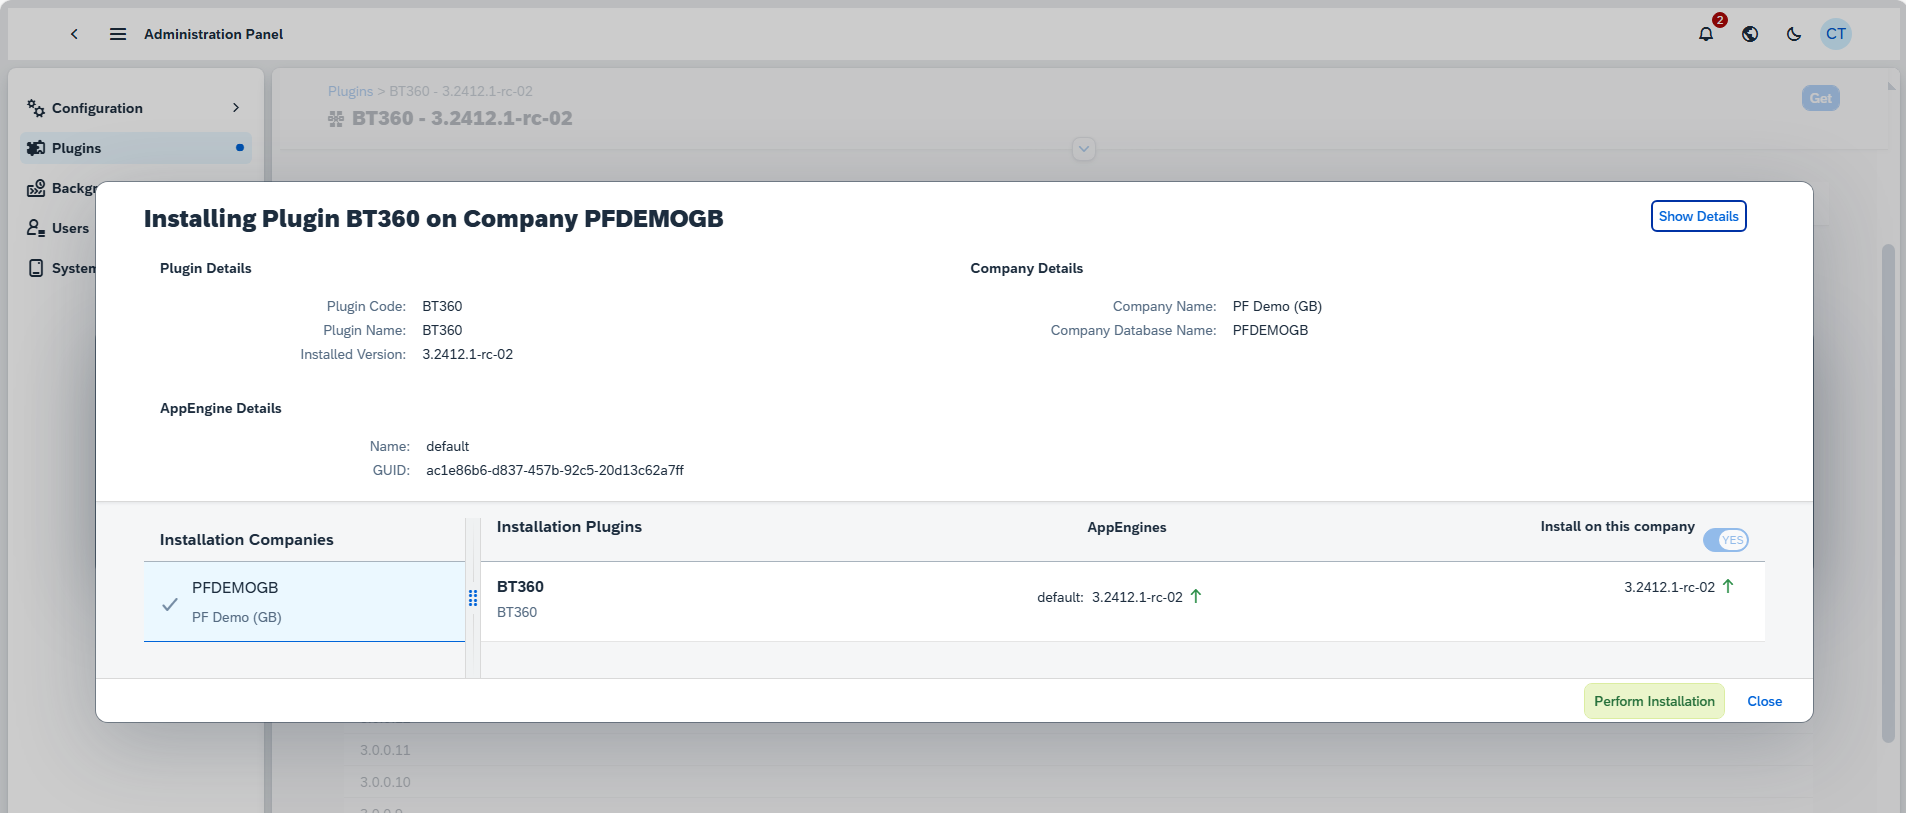 Administration Panel
2
CT
Configuration
Plugins
Backgr
Users
System
Plugins > BT360 - 3.2412.1-rc-02
BT360 - 3.2412.1-rc-02
Get
Installing Plugin BT360 on Company PFDEMOGB
Show Details
Plugin Details
Plugin Code: BT360
Plugin Name: BT360
Installed Version: 3.2412.1-rc-02
Company Details
Company Name: PF Demo (GB)
Company Database Name: PFDEMOGB
AppEngine Details
Name: default
GUID: ac1e86b6-d837-457b-92c5-20d13c62a7ff
Installation Companies
PFDEMOGB
PF Demo (GB)
Installation Plugins
AppEngines
Install on this company
YES
BT360
BT360
default: 3.2412.1-rc-02
3.2412.1-rc-02
Perform Installation
Close
3.0.0.11
3.0.0.10